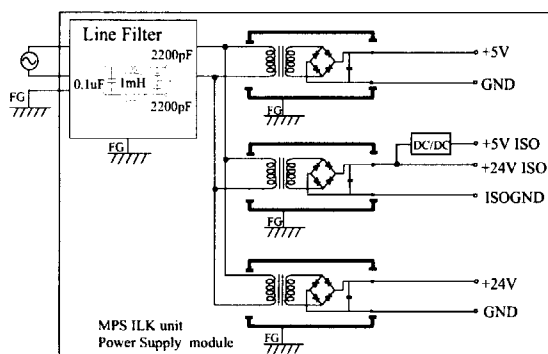 Line Filter
2200pF
0.1uF
1mH
2200pF
FG
FG
+5V
GND
FG
DC/DC
+5V ISO
+24V ISO
ISOGND
FG
+24V
GND
FG
MPS ILK unit
Power Supply module